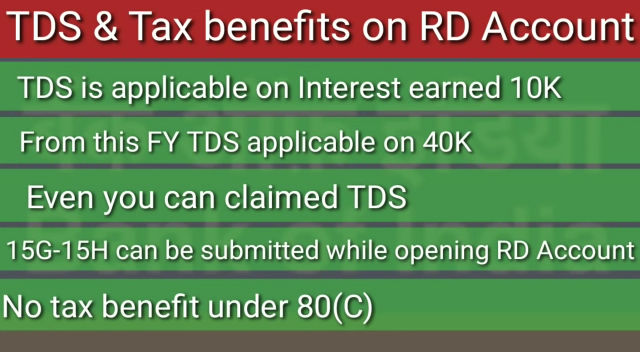 TDS & Tax benefits on RD Account
TDS is applicable on Interest earned 10K
From this FY TDS applicable on 40K
Even you can claimed TDS
15G-15H can be submitted while opening RD Account
No tax benefit under 80(C)